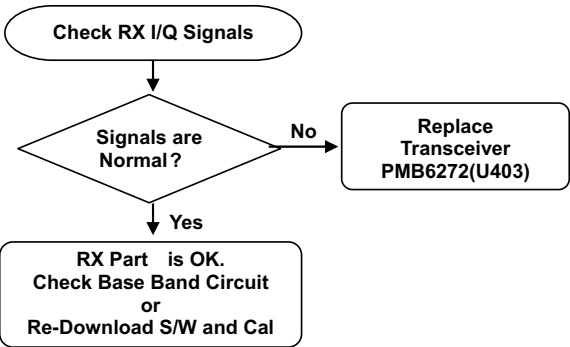 Check RX I/Q Signals
Signals are
Normal?
No
Replace
Transceiver
PMB6272(U403)
Yes
RX Part is OK.
Check Base Band Circuit
or
Re-Download S/W and Cal